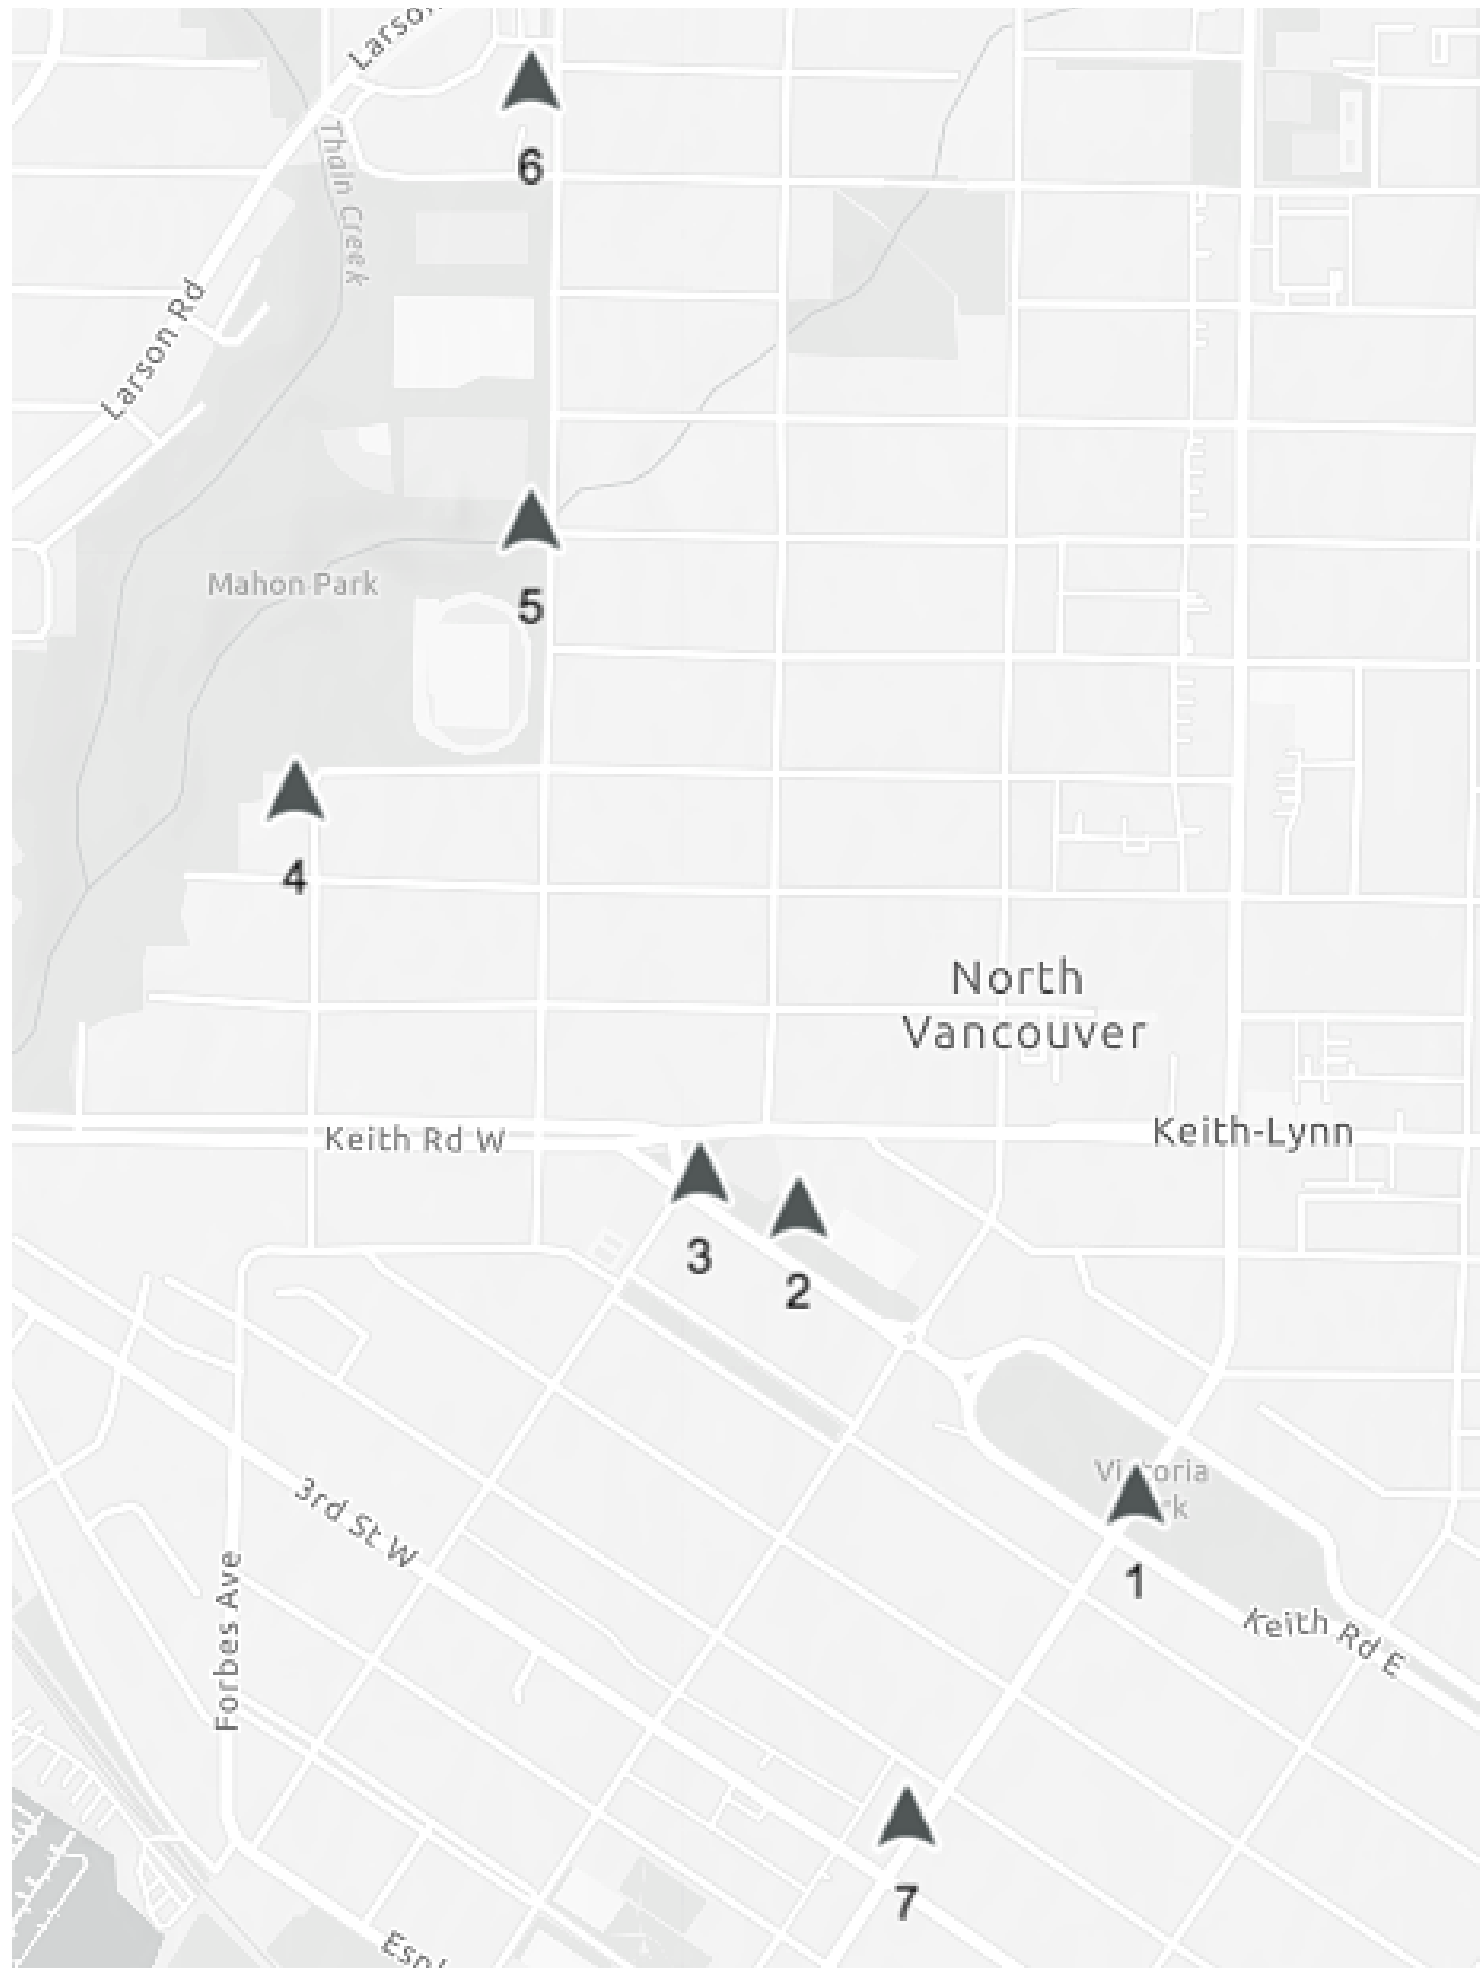 Larson
6
Thain Creek
Larson Rd
Mahon Park
5
4
North
Vancouver
Keith Rd W
Keith-Lynn
3
2
3rd St W
Victoria
1
Keith Rd E
Forbes Ave
7